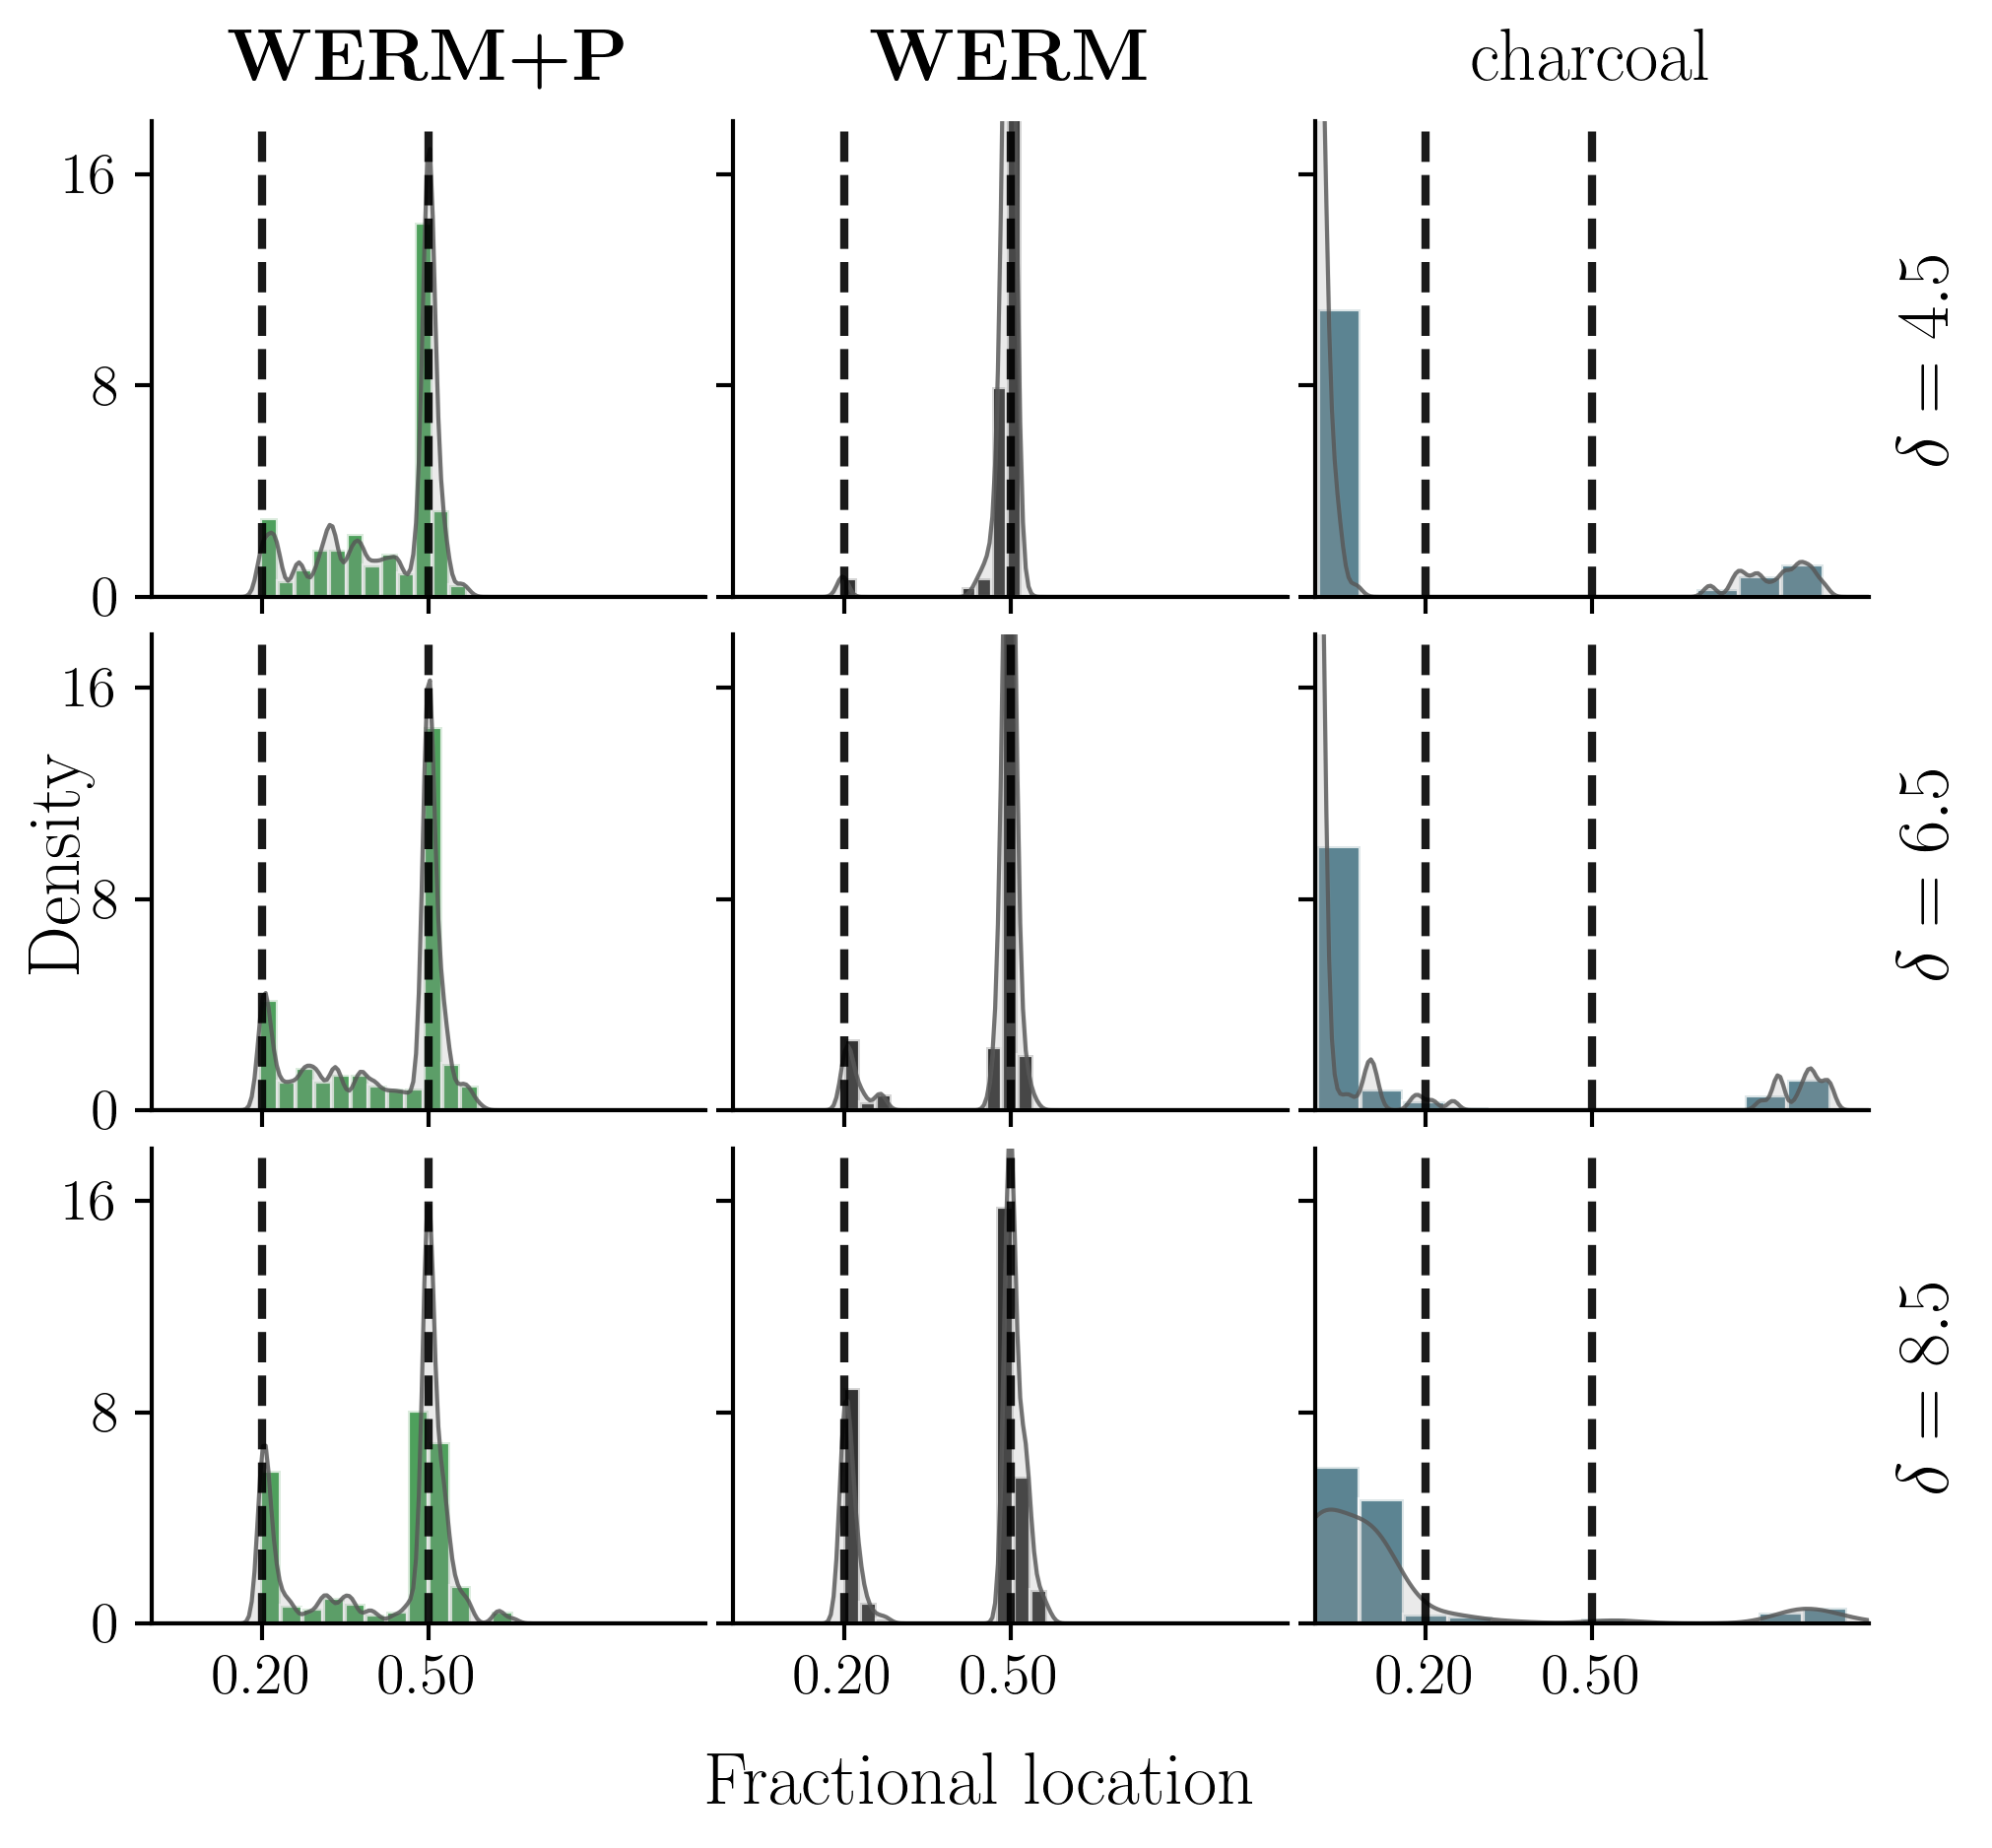 WERM+P WERM charcoal
16
8
0
δ = 4.5
16
8
0
δ = 6.5
Density
16
8
0
δ = 8.5
0.20 0.50 0.20 0.50 0.20 0.50
Fractional location